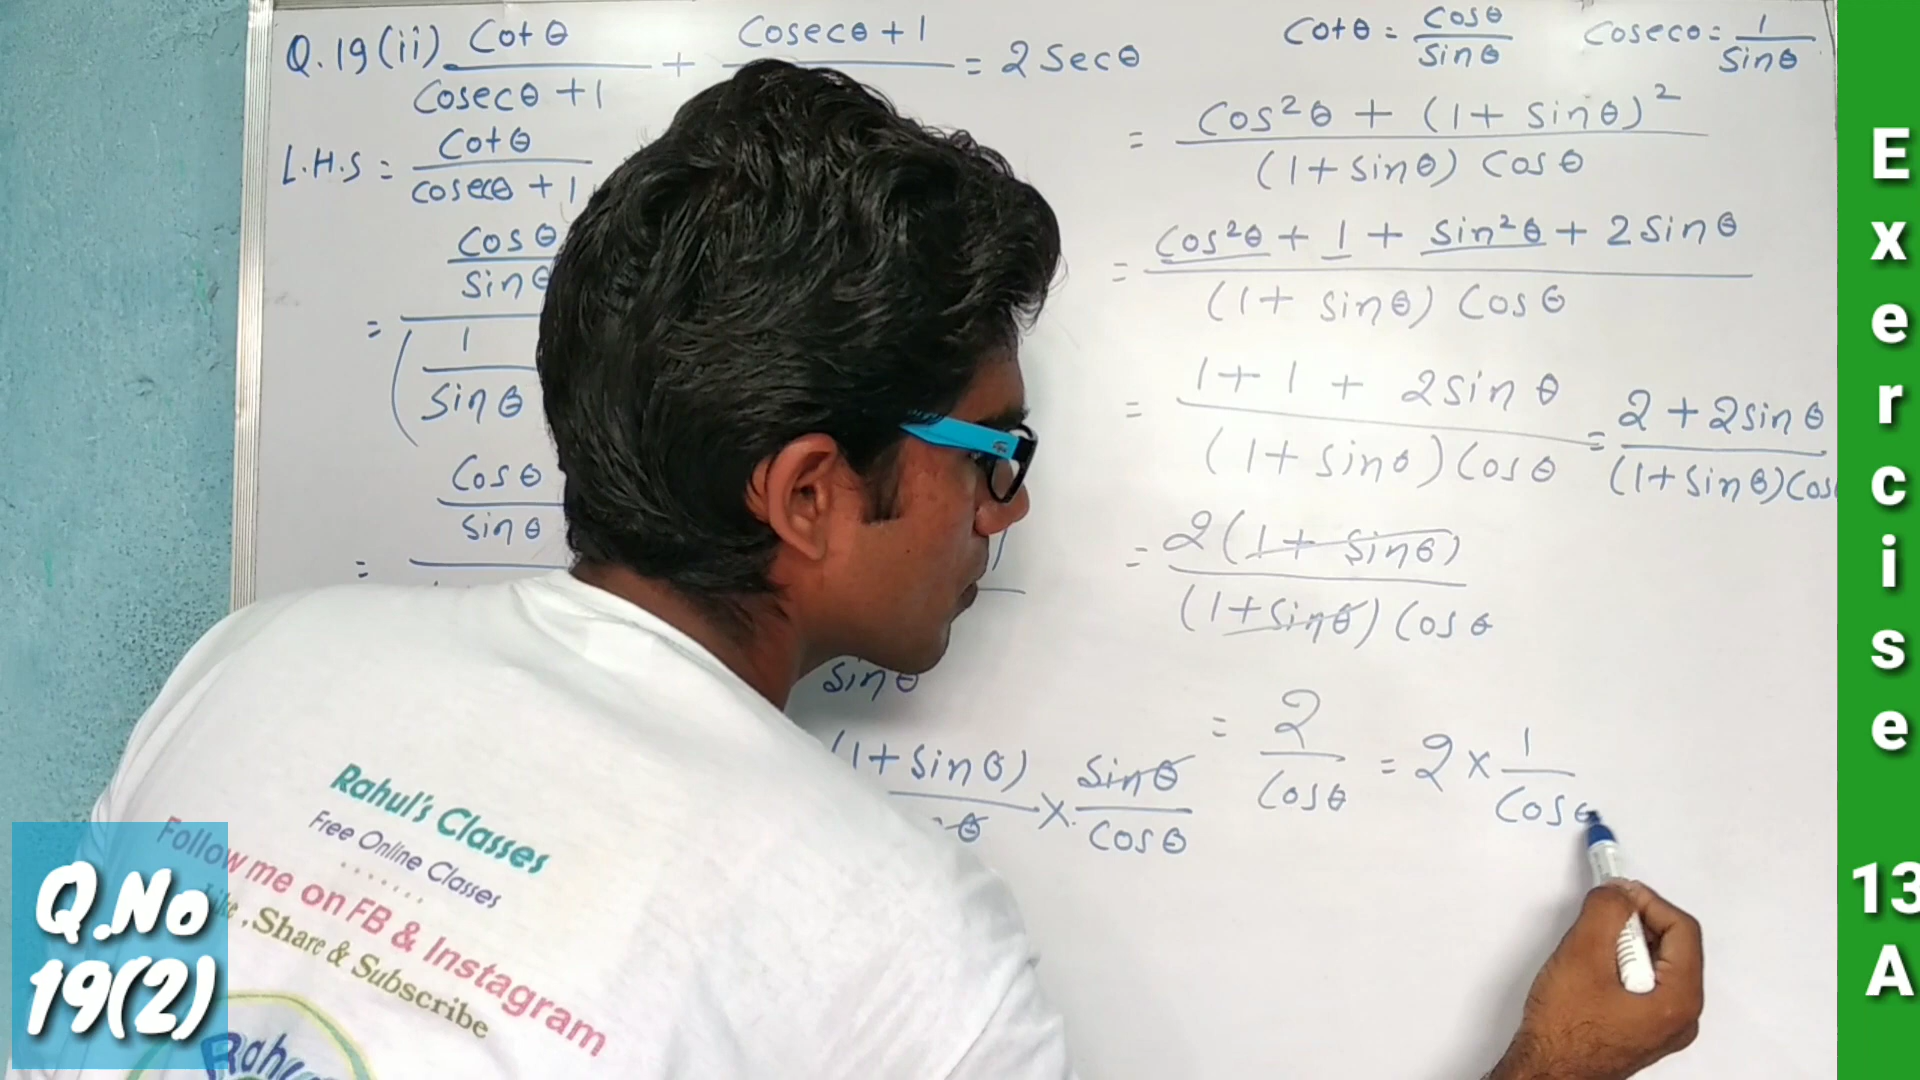 Q.19(ii) Cotθ/Cosecθ+1 + Cosecθ+1 = 2Secθ
L.H.S = Cotθ/cosecθ+1
Cosθ
Sinθ
=
1
Sinθ
Cosθ
sinθ
=
Sinθ
(1+Sinθ) × Sinθ/Cosθ
Cotθ = Cosθ/Sinθ Cosecθ = 1/Sinθ
= Cos²θ + (1+Sinθ)²/(1+Sinθ) Cosθ
= Cos²θ + 1 + Sin²θ + 2Sinθ/(1+Sinθ) Cosθ
= 1+1+2Sinθ/(1+Sinθ)Cosθ = 2+2Sinθ/(1+Sinθ)Cos
= 2(1+Sinθ)/(1+Sinθ)Cosθ
= 2/Cosθ = 2×1/Cosθ
Rahul's Classes
Free Online Classes
.......
Follow me on FB & Instagram
, Share & Subscribe
Q.No
19(2)
Exercise
13
A